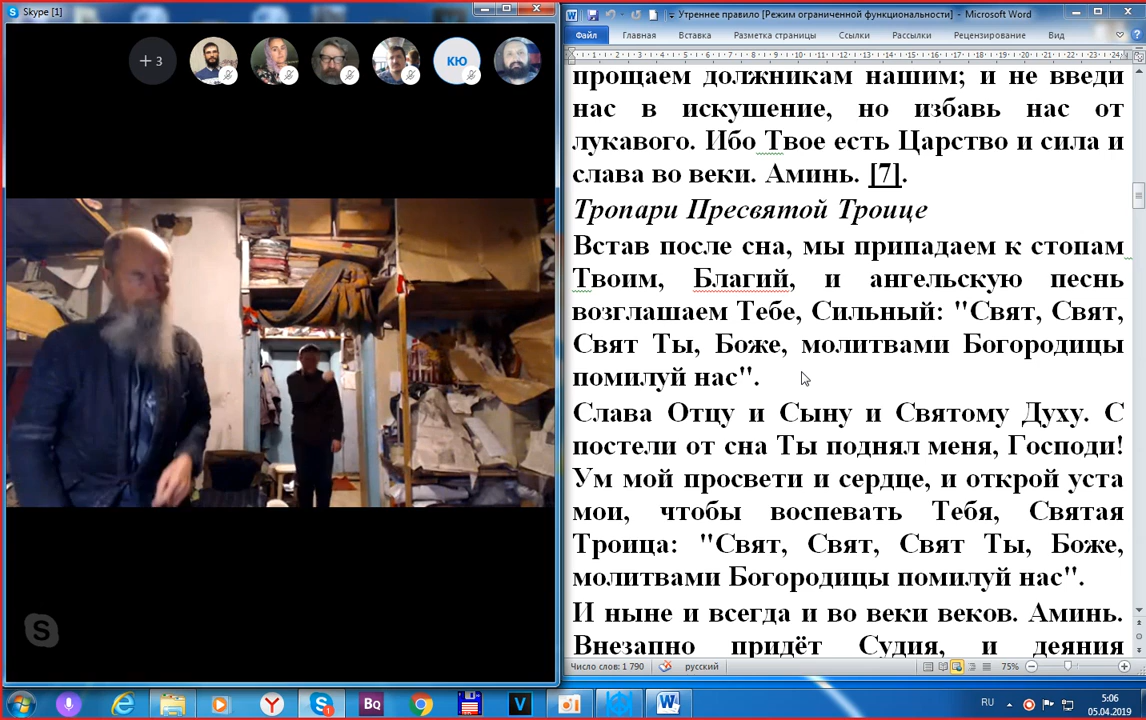 Skype [1]
+ 3
КЮ
Утреннее правило [Режим ограниченной функциональности] - Microsoft Word
Файл Главная Вставка Разметка страницы Ссылки Рассылки Рецензирование Вид
прощаем должникам нашим; и не введи
нас в искушение, но избавь нас от
лукавого. Ибо Твое есть Царство и сила и
слава во веки. Аминь. [7].
Тропари Пресвятой Троице
Встав после сна, мы припадаем к стопам
Твоим, Благий, и ангельскую песнь
возглашаем Тебе, Сильный: "Свят, Свят,
Свят Ты, Боже, молитвами Богородицы
помилуй нас".
Слава Отцу и Сыну и Святому Духу. С
постели от сна Ты поднял меня, Господи!
Ум мой просвети и сердце, и открой уста
мои, чтобы воспевать Тебя, Святая
Троица: "Свят, Свят, Свят Ты, Боже,
молитвами Богородицы помилуй нас".
И ныне и всегда и во веки веков. Аминь.
Внезапно придёт Судия, и деяния
Число слов: 1 790 русский 75%
Bq
RU
5:06
05.04.2019